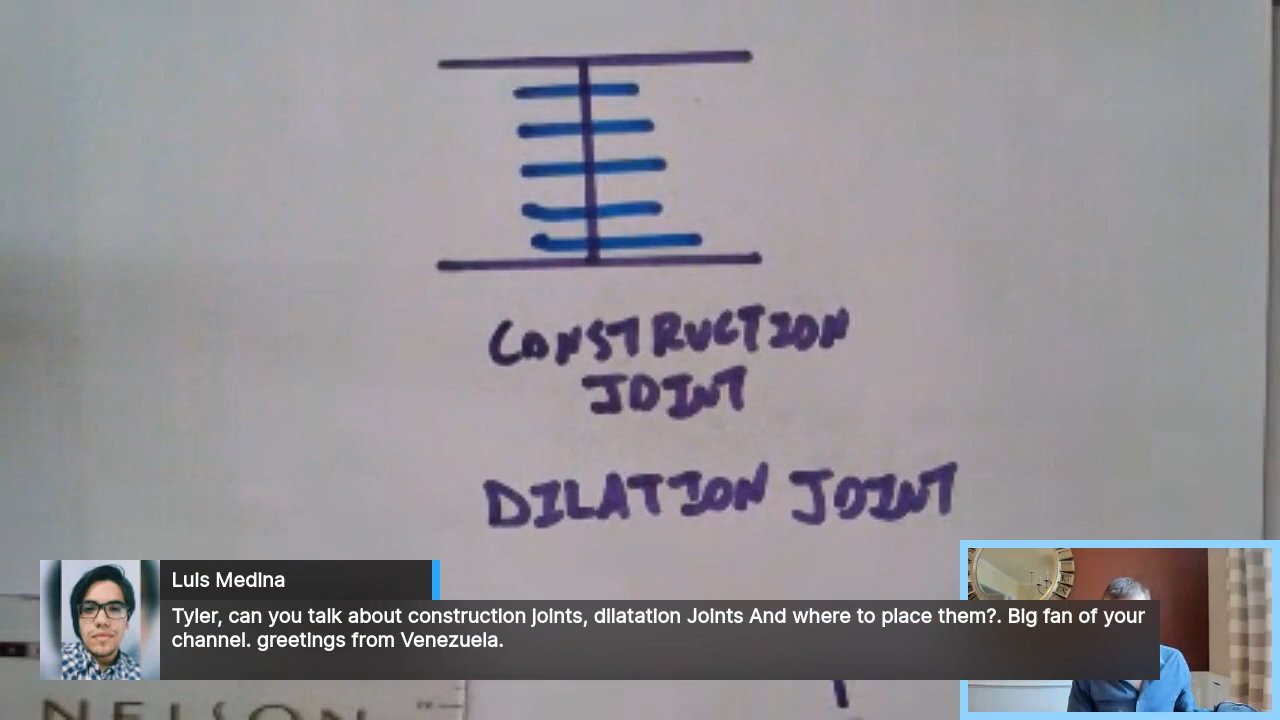 CONSTRUCTION
JOINT
DILATION JOINT
Luis Medina
Tyler, can you talk about construction joints, dilatation Joints And where to place them?. Big fan of your
channel. greetings from Venezuela.
NELSON